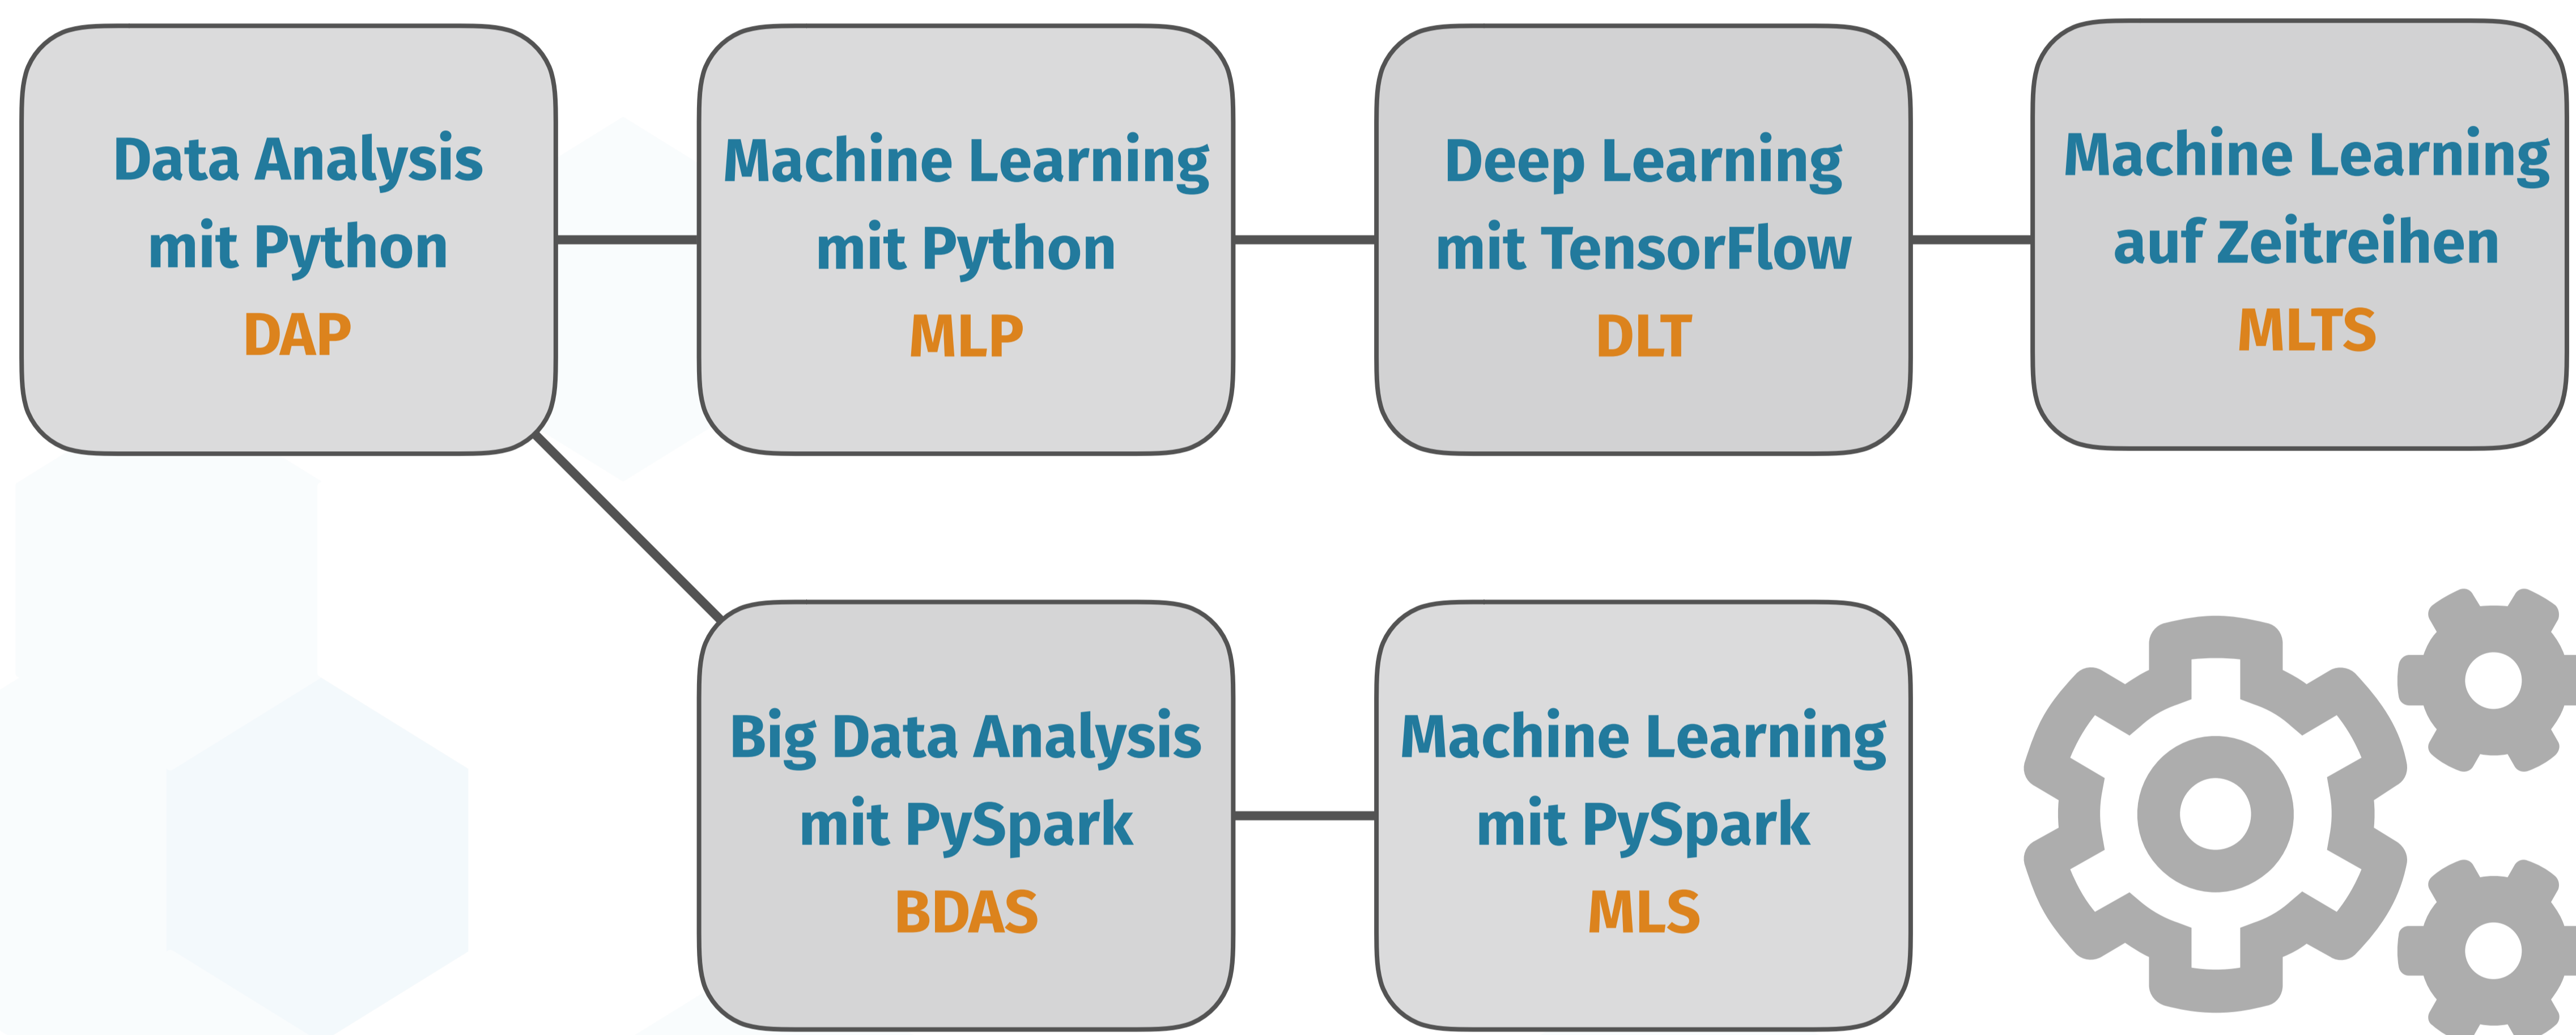 Data Analysis
mit Python
DAP
Machine Learning
mit Python
MLP
Deep Learning
mit TensorFlow
DLT
Machine Learning
auf Zeitreihen
MLTS
Big Data Analysis
mit PySpark
BDAS
Machine Learning
mit PySpark
MLS